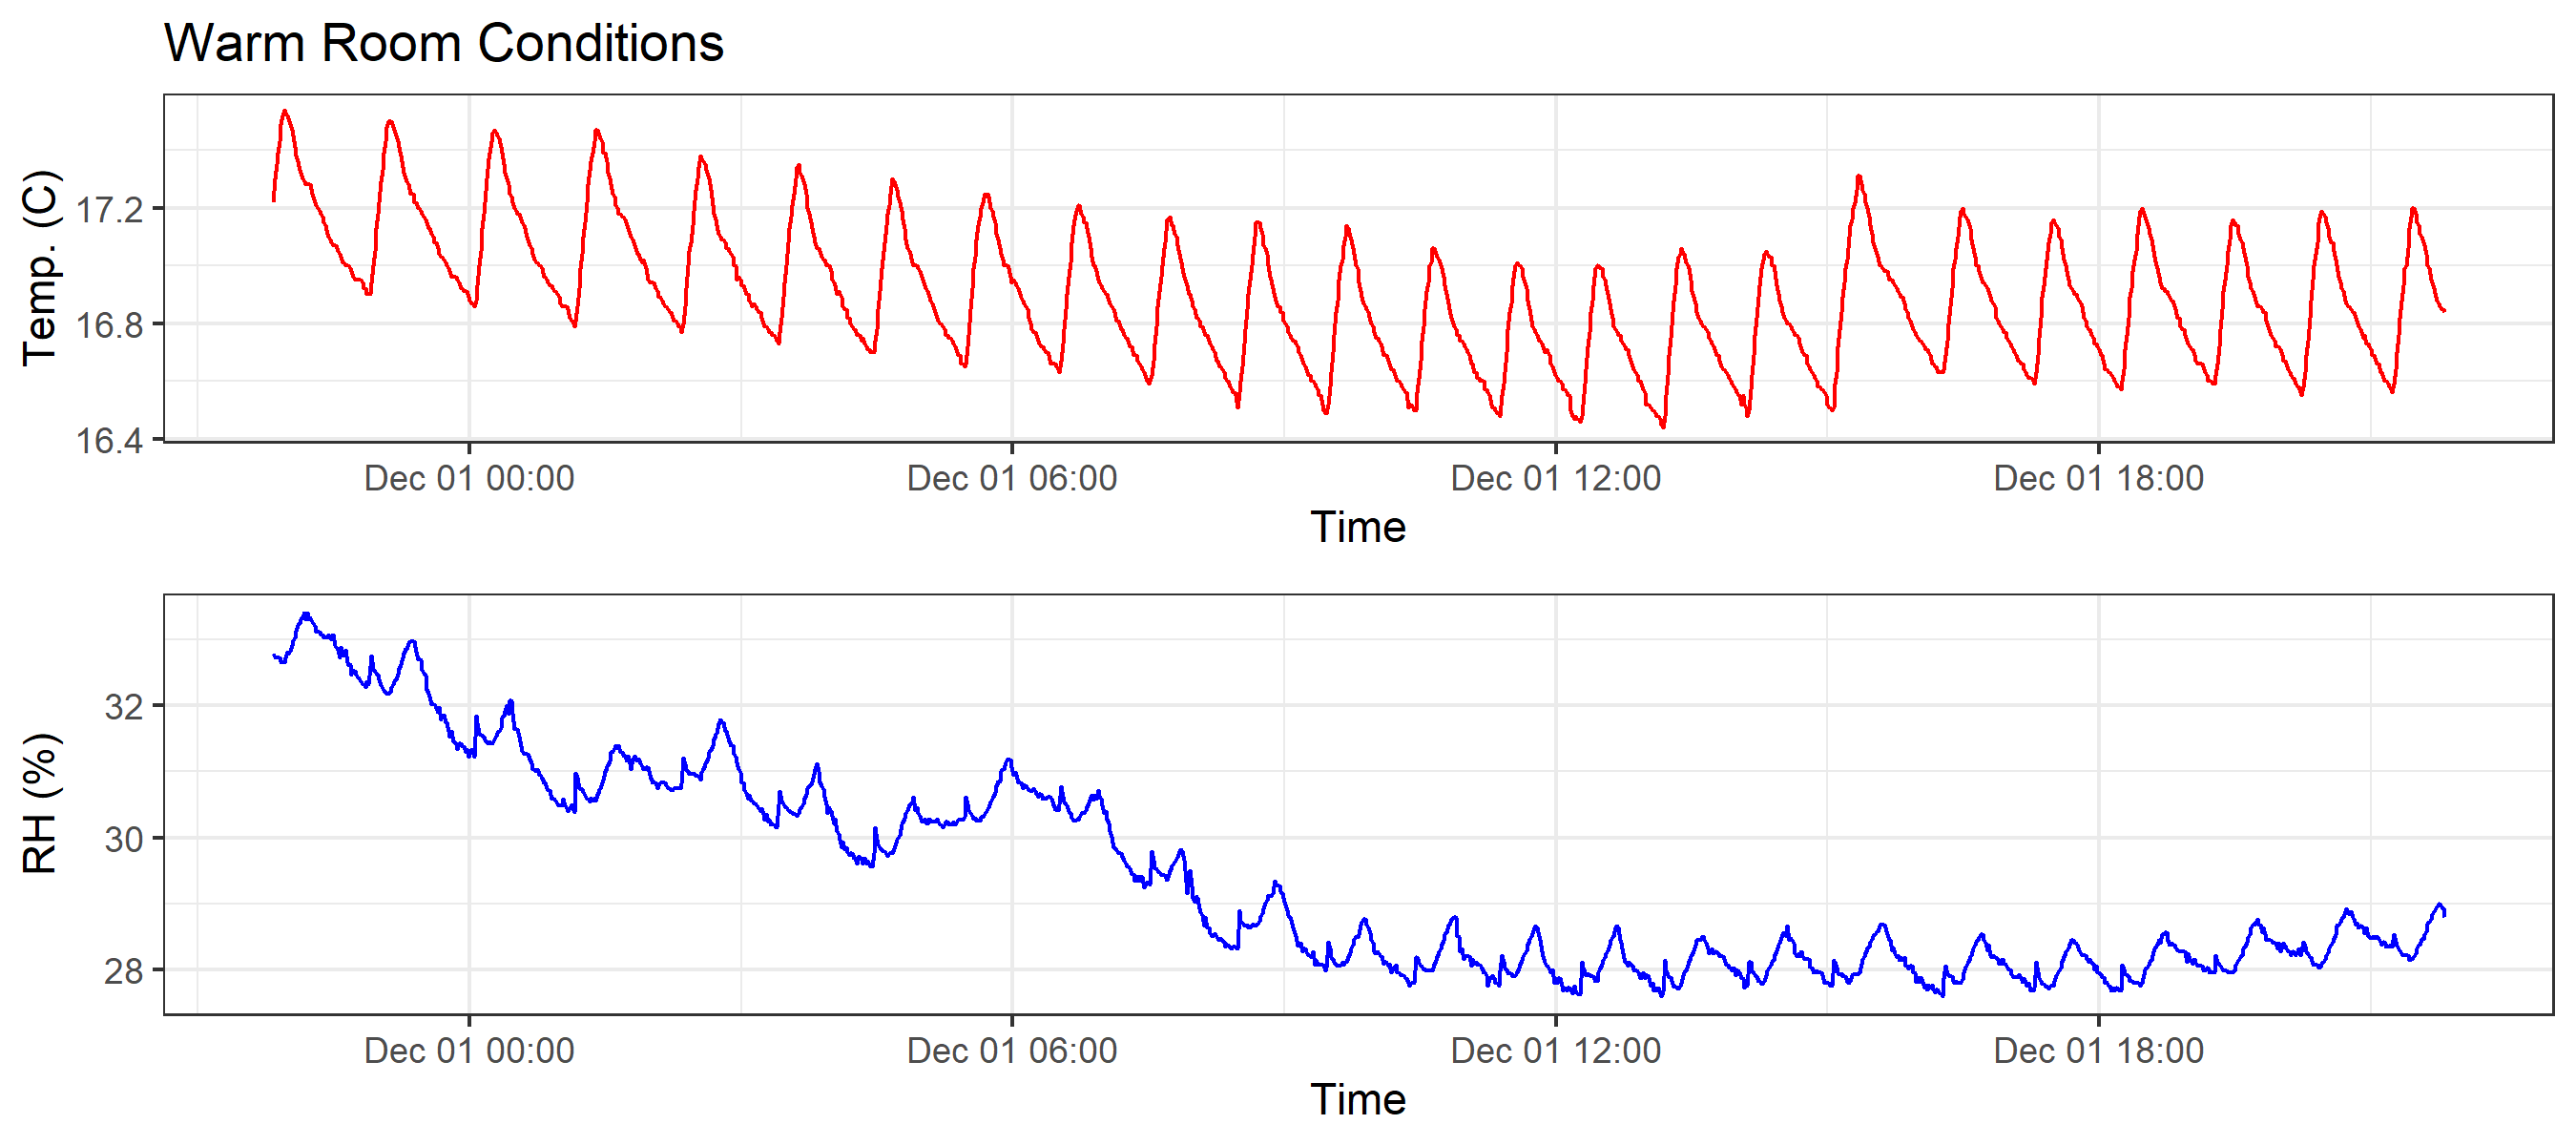 Warm Room Conditions
Temp. (C)
17.2
16.8
16.4
Dec 01 00:00 Dec 01 06:00 Dec 01 12:00 Dec 01 18:00
Time
RH (%)
32
30
28
Dec 01 00:00 Dec 01 06:00 Dec 01 12:00 Dec 01 18:00
Time